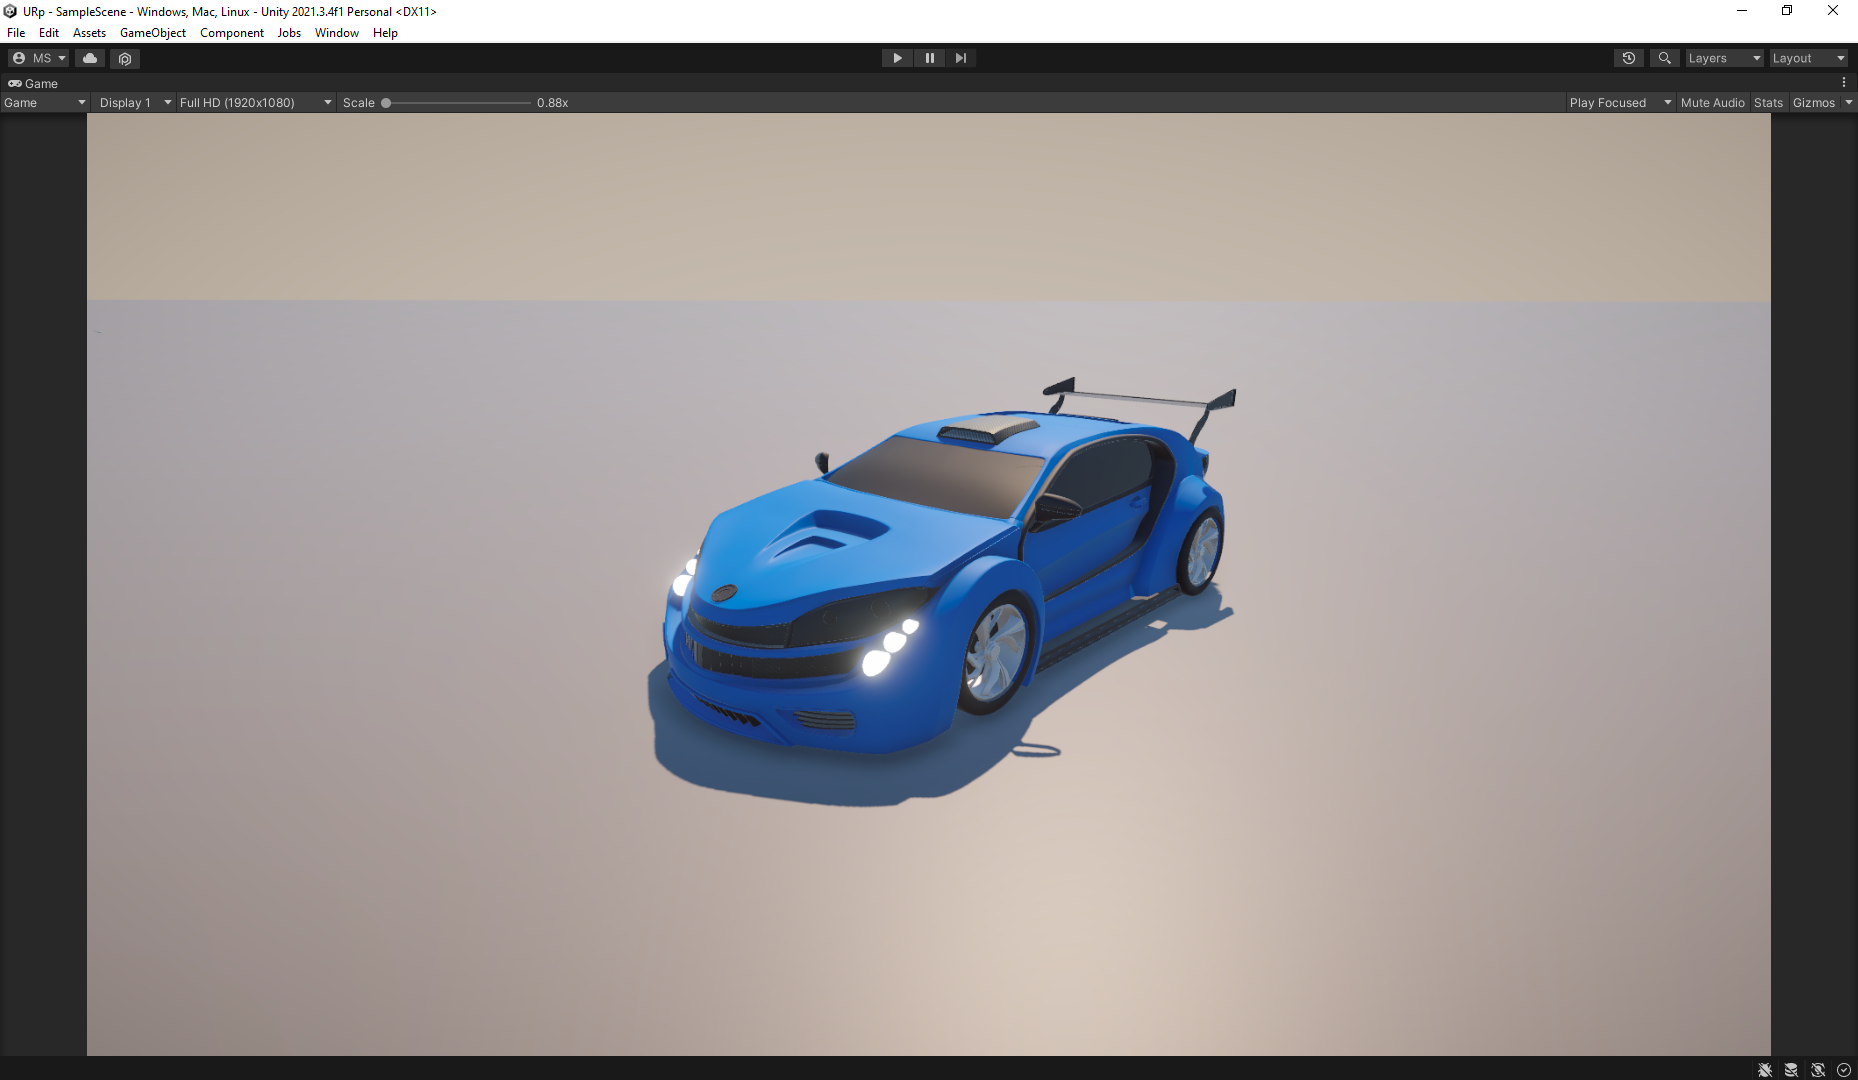 URp - SampleScene - Windows, Mac, Linux - Unity 2021.3.4f1 Personal <DX11>
File Edit Assets GameObject Component Jobs Window Help
MS Layers Layout
Game
Game Display 1 Full HD (1920x1080) Scale 0.88x Play Focused Mute Audio Stats Gizmos